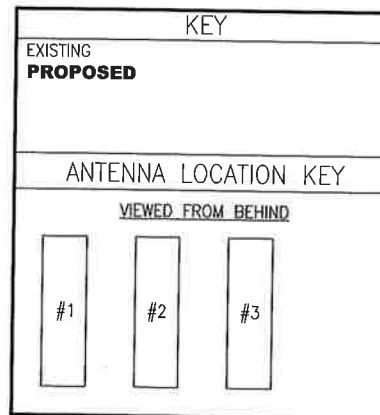 KEY
EXISTING
PROPOSED
ANTENNA LOCATION KEY
VIEWED FROM BEHIND
#1 #2 #3